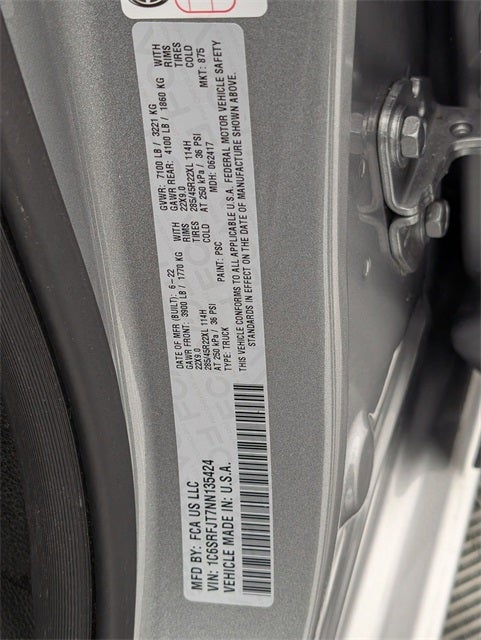 MFD BY: FCA US LLC
VIN: 1C6SRFJT7NN135424
VEHICLE MADE IN: U.S.A.
DATE OF MFR (BUILT): 6-22
GAWR FRONT: 3900 LB / 1770 KG WITH
22X9.0 RIMS
285/45R22XL 114H TIRES
AT 250 kPa / 36 PSI COLD
TYPE: TRUCK PAINT: PSC
GVWR: 7100 LB / 3221 KG
GAWR REAR: 4100 LB / 1860 KG WITH
22X9.0 RIMS
285/45R22XL 114H TIRES
AT 250 kPa / 36 PSI COLD
MDH: 062417 MKT: 875
THIS VEHICLE CONFORMS TO ALL APPLICABLE U.S.A. FEDERAL MOTOR VEHICLE SAFETY
STANDARDS IN EFFECT ON THE DATE OF MANUFACTURE SHOWN ABOVE.